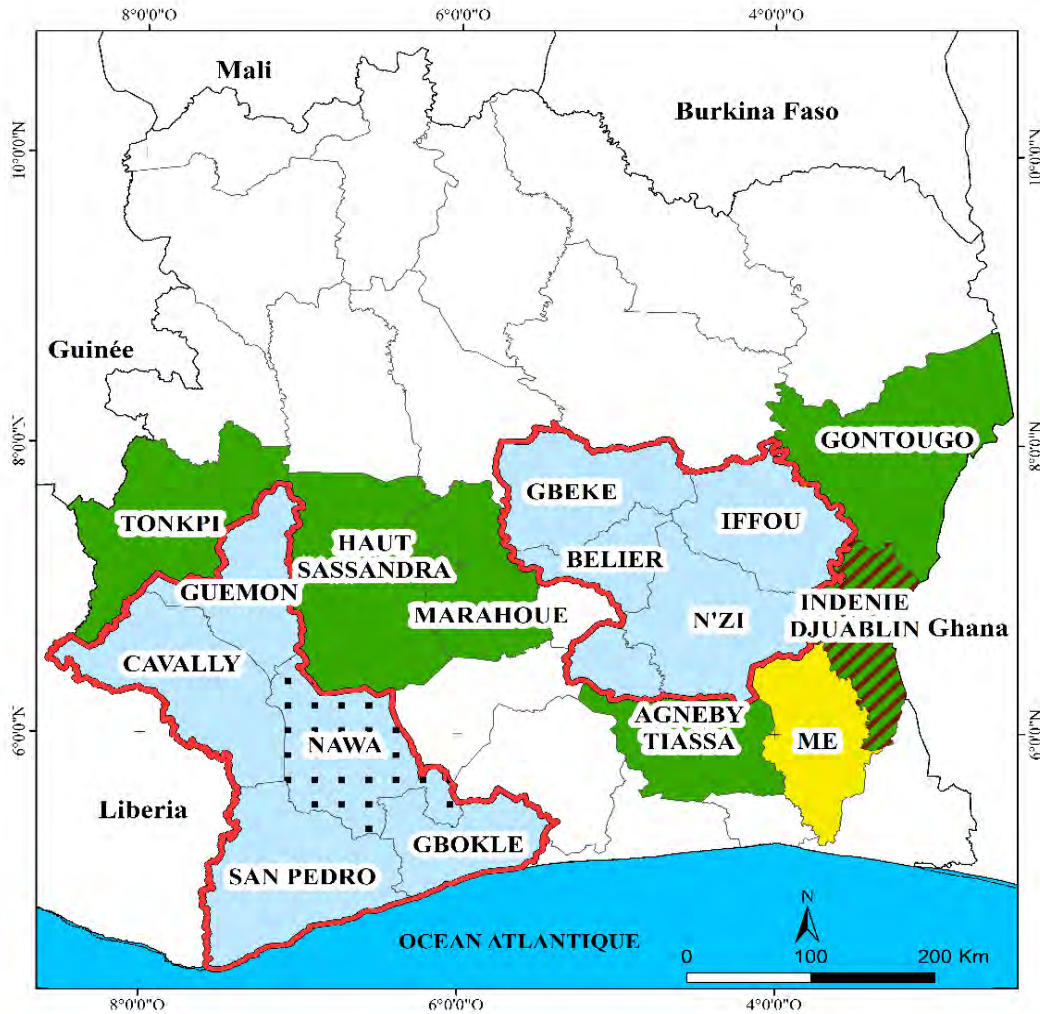 8°0'0"O 6°0'0"O 4°0'0"O
Mali
Burkina Faso
10°0'0"N 10°0'0"N
Guinée
8°0'0"N 8°0'0"N
GONTOUGO
GBEKE
TONKPI
IFFOU
HAUT
SASSANDRA
BELIER
GUEMON
INDENIE
DJUABLIN
MARAHOUE
N'ZI
Ghana
CAVALLY
AGNEBY
TIASSA
6°0'0"N 6°0'0"N
NAWA
ME
Liberia
GBOKLE
SAN PEDRO
N
OCEAN ATLANTIQUE
0 100 200 Km
8°0'0"O 6°0'0"O 4°0'0"O